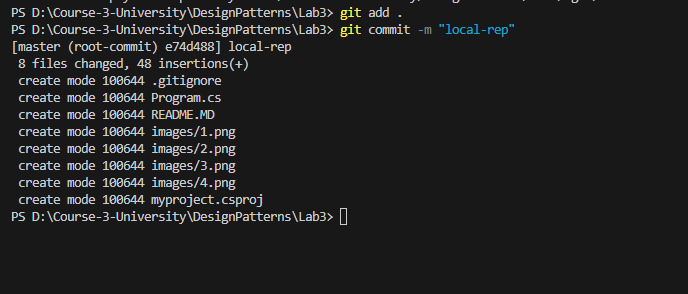 PS D:\Course-3-University\DesignPatterns\Lab3> git add .
PS D:\Course-3-University\DesignPatterns\Lab3> git commit -m "local-rep"
[master (root-commit) e74d488] local-rep
 8 files changed, 48 insertions(+)
 create mode 100644 .gitignore
 create mode 100644 Program.cs
 create mode 100644 README.MD
 create mode 100644 images/1.png
 create mode 100644 images/2.png
 create mode 100644 images/3.png
 create mode 100644 images/4.png
 create mode 100644 myproject.csproj
PS D:\Course-3-University\DesignPatterns\Lab3>